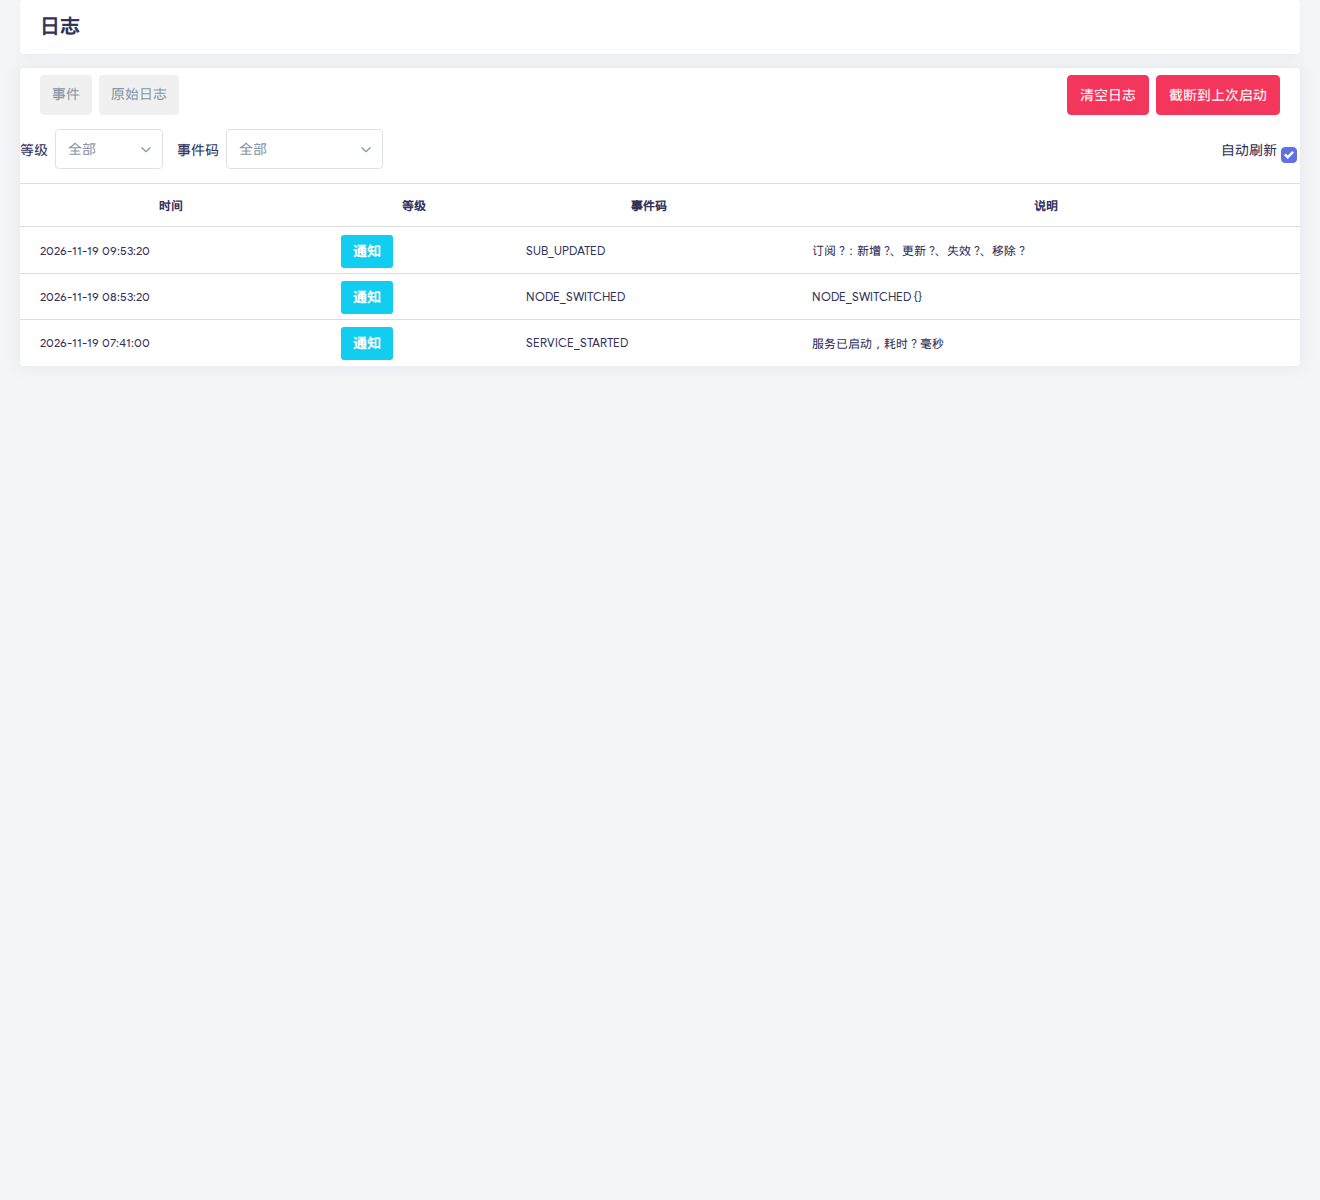 日志
事件 原始日志 清空日志 截断到上次启动
等级 全部 事件码 全部 自动刷新
时间 等级 事件码 说明
2026-11-19 09:53:20 通知 SUB_UPDATED 订阅 ?：新增 ?、更新 ?、失效 ?、移除 ?
2026-11-19 08:53:20 通知 NODE_SWITCHED NODE_SWITCHED {}
2026-11-19 07:41:00 通知 SERVICE_STARTED 服务已启动，耗时 ? 毫秒